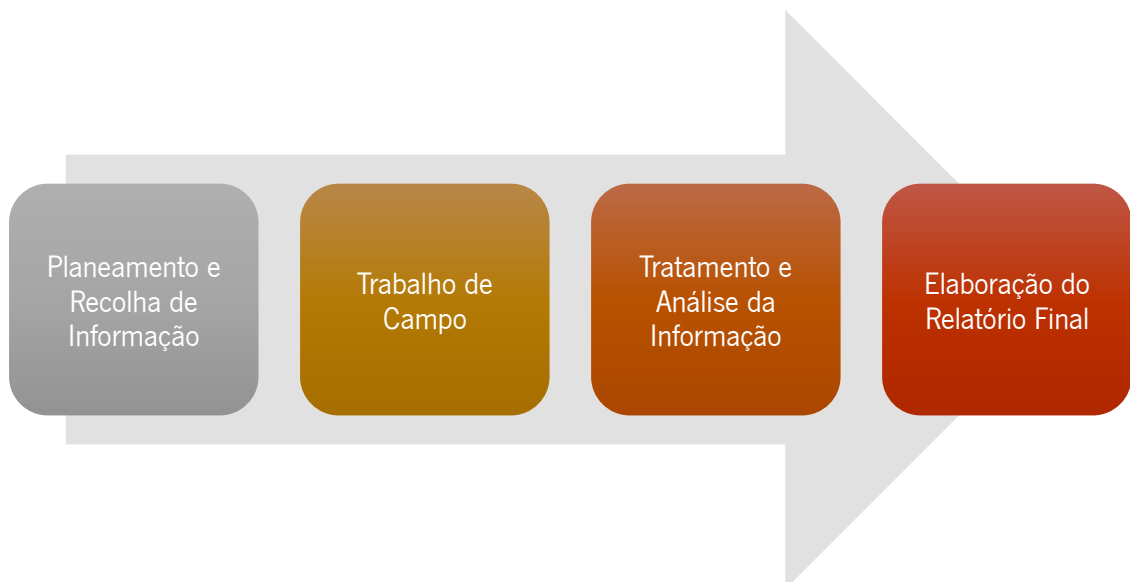 Planeamento e
Recolha de
Informação
Trabalho de
Campo
Tratamento e
Análise da
Informação
Elaboração do
Relatório Final